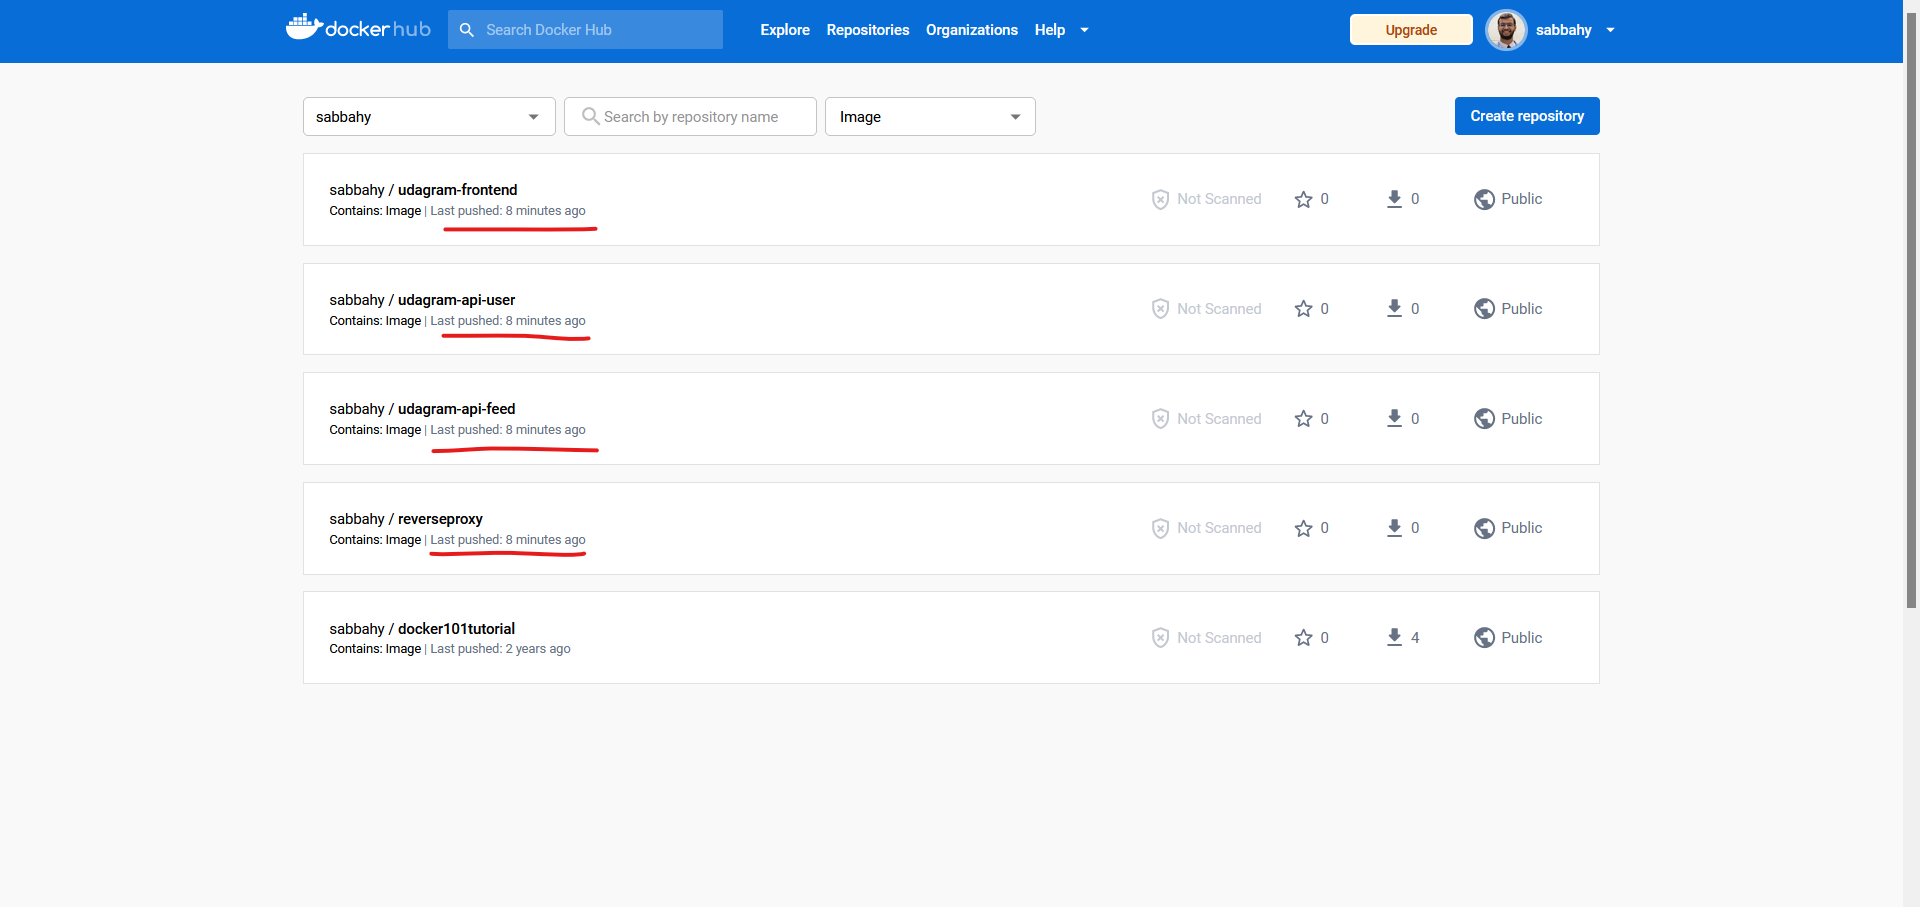 docker hub
Search Docker Hub
Explore Repositories Organizations Help
Upgrade
sabbahy
sabbahy
Search by repository name
Image
Create repository
sabbahy / udagram-frontend
Contains: Image | Last pushed: 8 minutes ago
Not Scanned 0 0 Public
sabbahy / udagram-api-user
Contains: Image | Last pushed: 8 minutes ago
Not Scanned 0 0 Public
sabbahy / udagram-api-feed
Contains: Image | Last pushed: 8 minutes ago
Not Scanned 0 0 Public
sabbahy / reverseproxy
Contains: Image | Last pushed: 8 minutes ago
Not Scanned 0 0 Public
sabbahy / docker101tutorial
Contains: Image | Last pushed: 2 years ago
Not Scanned 0 4 Public